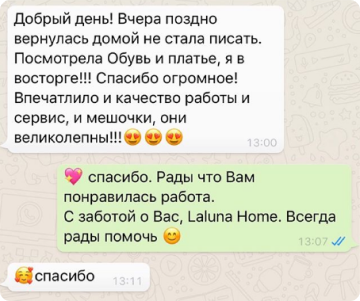 Добрый день! Вчера поздно
вернулась домой не стала писать.
Посмотрела Обувь и платье, я в
восторге!!! Спасибо огромное!
Впечатлило и качество работы и
сервис, и мешочки, они
великолепны!!!😍😍😍
13:00
💖 спасибо. Рады что Вам
понравилась работа.
С заботой о Вас, Laluna Home. Всегда
рады помочь 😊
13:07
🥰спасибо
13:11